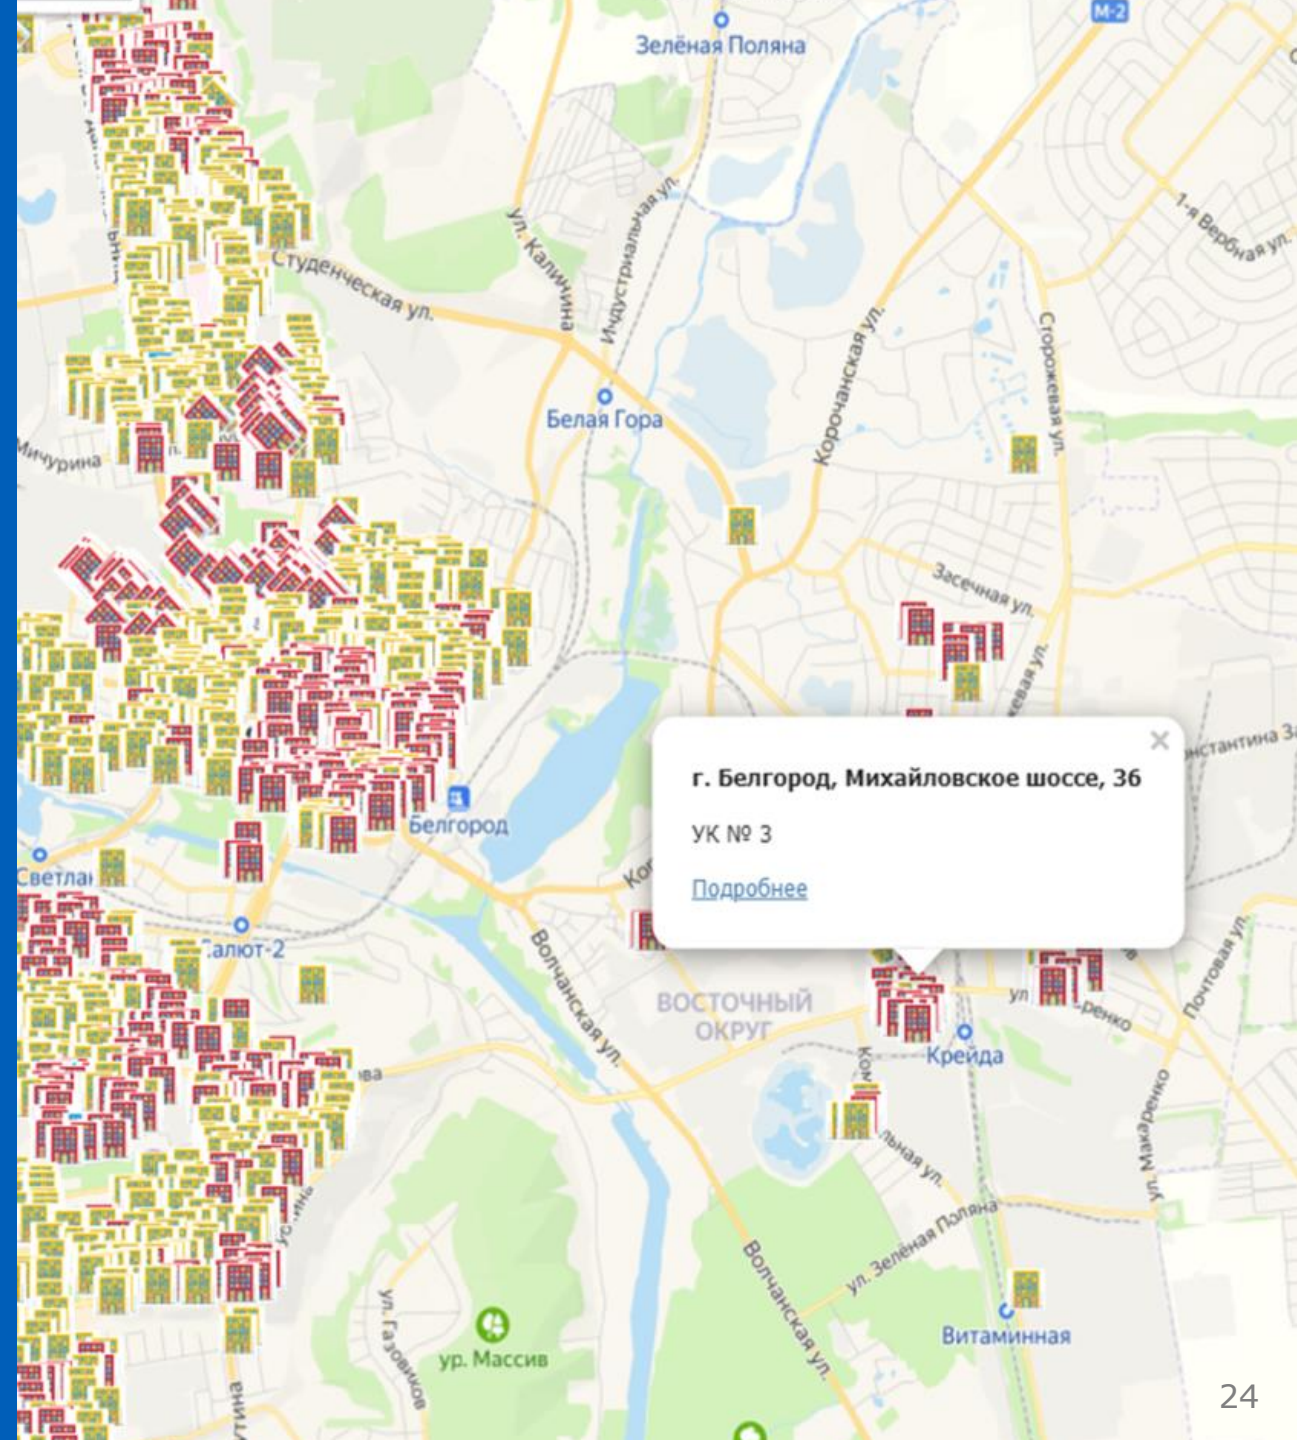 М-2
Зелёная Поляна
1-я Вербная ул.
ул. Калинина
Индустриальная ул.
Студенческая ул.
Сторожевая ул.
Корочанская ул.
Белая Гора
Мичурина
Засечная ул.
г. Белгород, Михайловское шоссе, 36
УК № 3
Подробнее
Белгород
Волчанская ул.
ВОСТОЧНЫЙ
ОКРУГ
Почтовая ул.
Крейда
ул. Макаренко
ул. Зелёная Поляна
Волчанская ул.
ул. Газовиков
ур. Массив
Витаминная
24